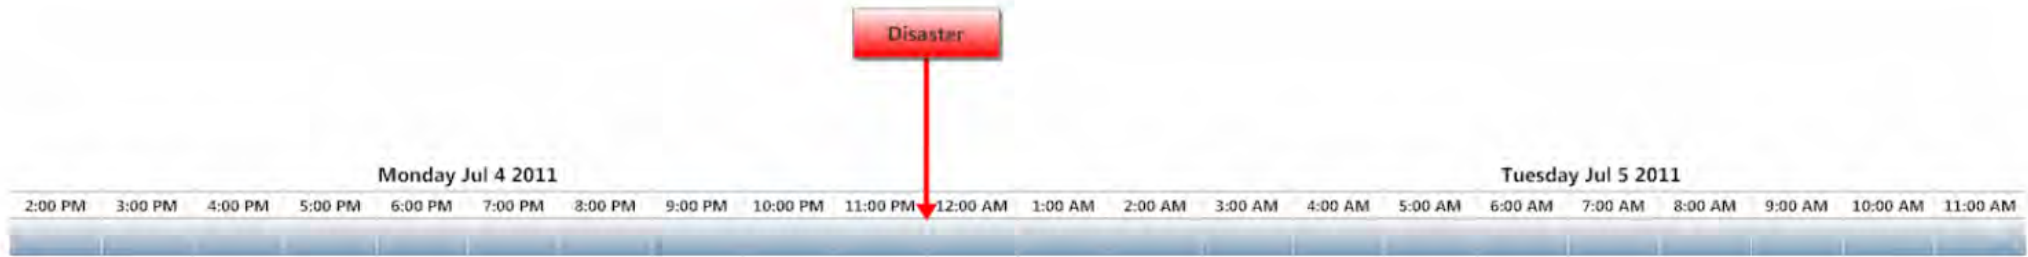 Disaster
Monday Jul 4 2011 Tuesday Jul 5 2011
2:00 PM 3:00 PM 4:00 PM 5:00 PM 6:00 PM 7:00 PM 8:00 PM 9:00 PM 10:00 PM 11:00 PM 12:00 AM 1:00 AM 2:00 AM 3:00 AM 4:00 AM 5:00 AM 6:00 AM 7:00 AM 8:00 AM 9:00 AM 10:00 AM 11:00 AM